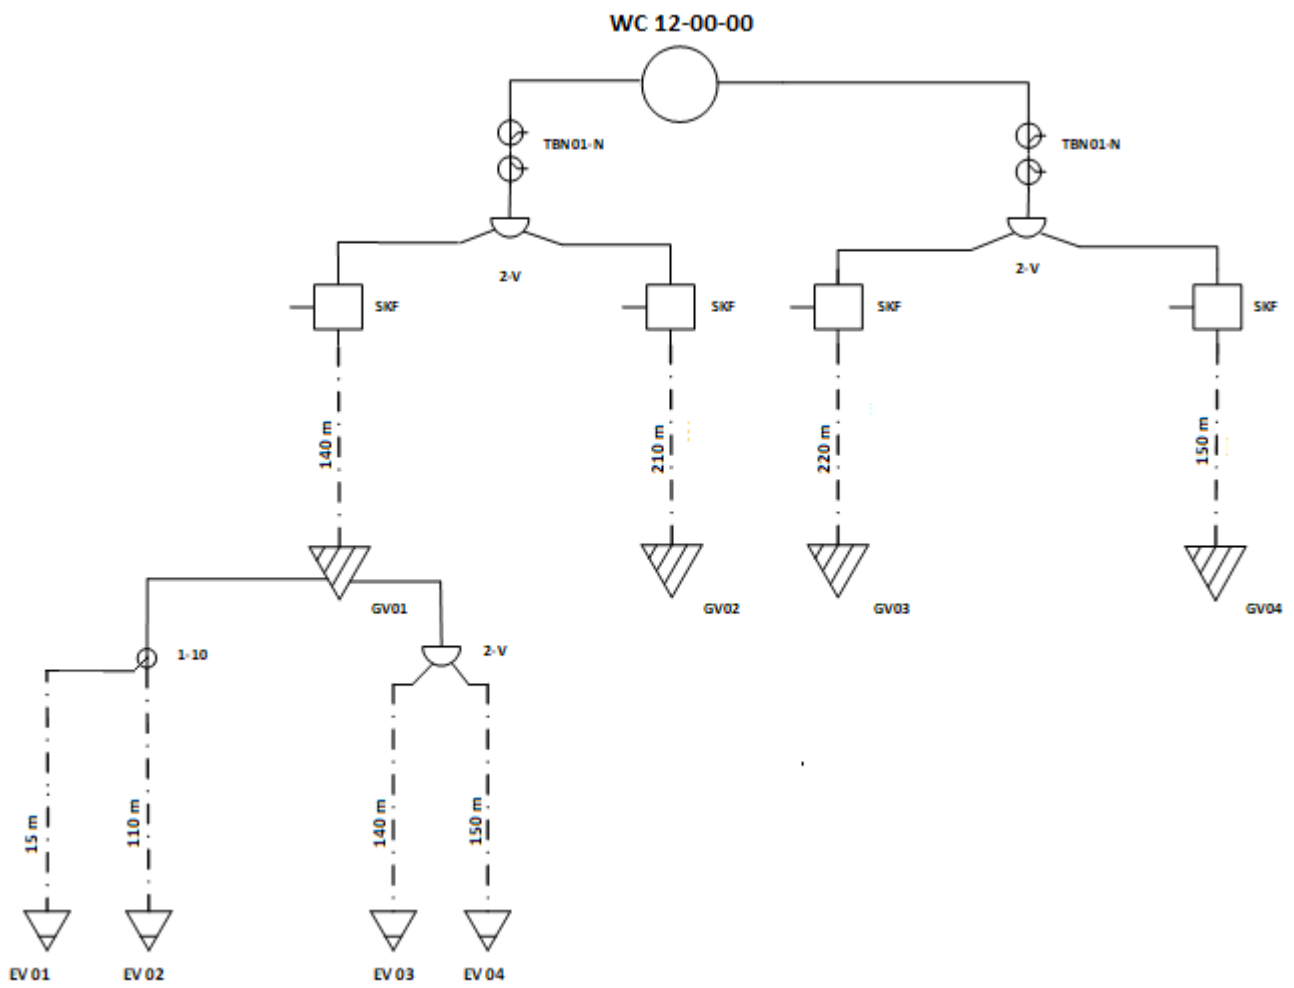 WC 12-00-00
TBN01-N
TBN01-N
2-V
2-V
SKF
SKF
SKF
SKF
140 m
210 m
220 m
150 m
GV01
GV02
GV03
GV04
1-10
2-V
15 m
110 m
140 m
150 m
EV 01
EV 02
EV 03
EV 04